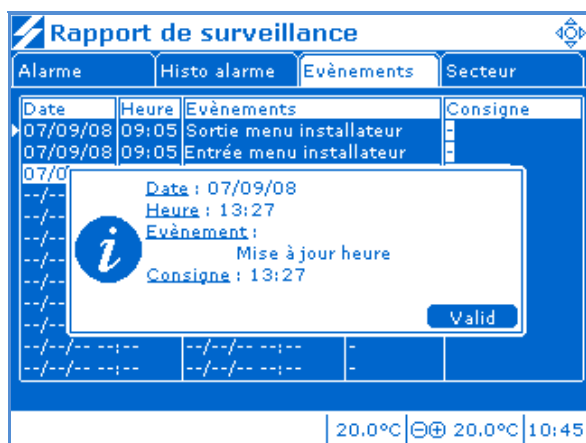 Rapport de surveillance
Alarme Histo alarme Evènements Secteur
Date Heure Evènements Consigne
07/09/08 09:05 Sortie menu installateur -
07/09/08 09:05 Entrée menu installateur -
07/0
Date : 07/09/08
Heure : 13:27
Evènement :
Mise à jour heure
Consigne : 13:27
Valid
--/--
--/--
--/--
--/--
--/--
--/--
--/--
--/--/-- --:-- --/--/-- --:-- -
--/--/-- --:-- --/--/-- --:-- -
20.0°C 20.0°C 10:45